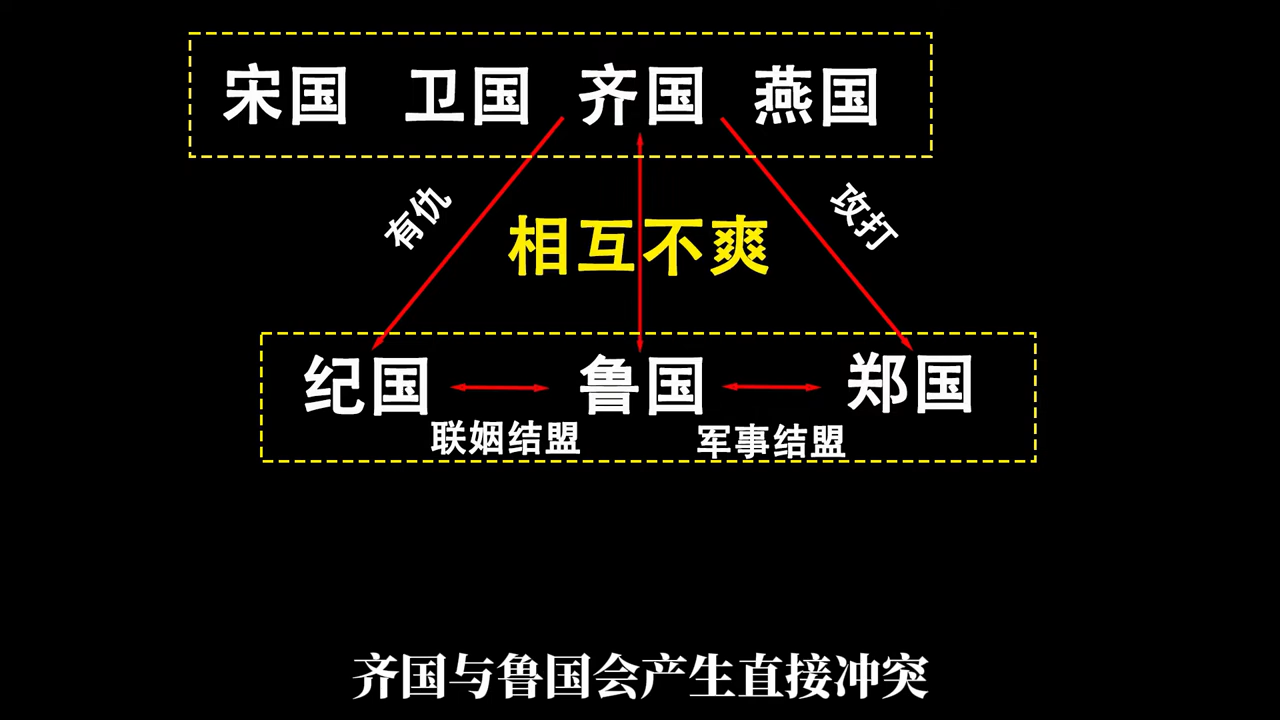 宋国 卫国 齐国 燕国
有仇
相互不爽
攻打
纪国 鲁国 郑国
联姻结盟 军事结盟
齐国与鲁国会产生直接冲突